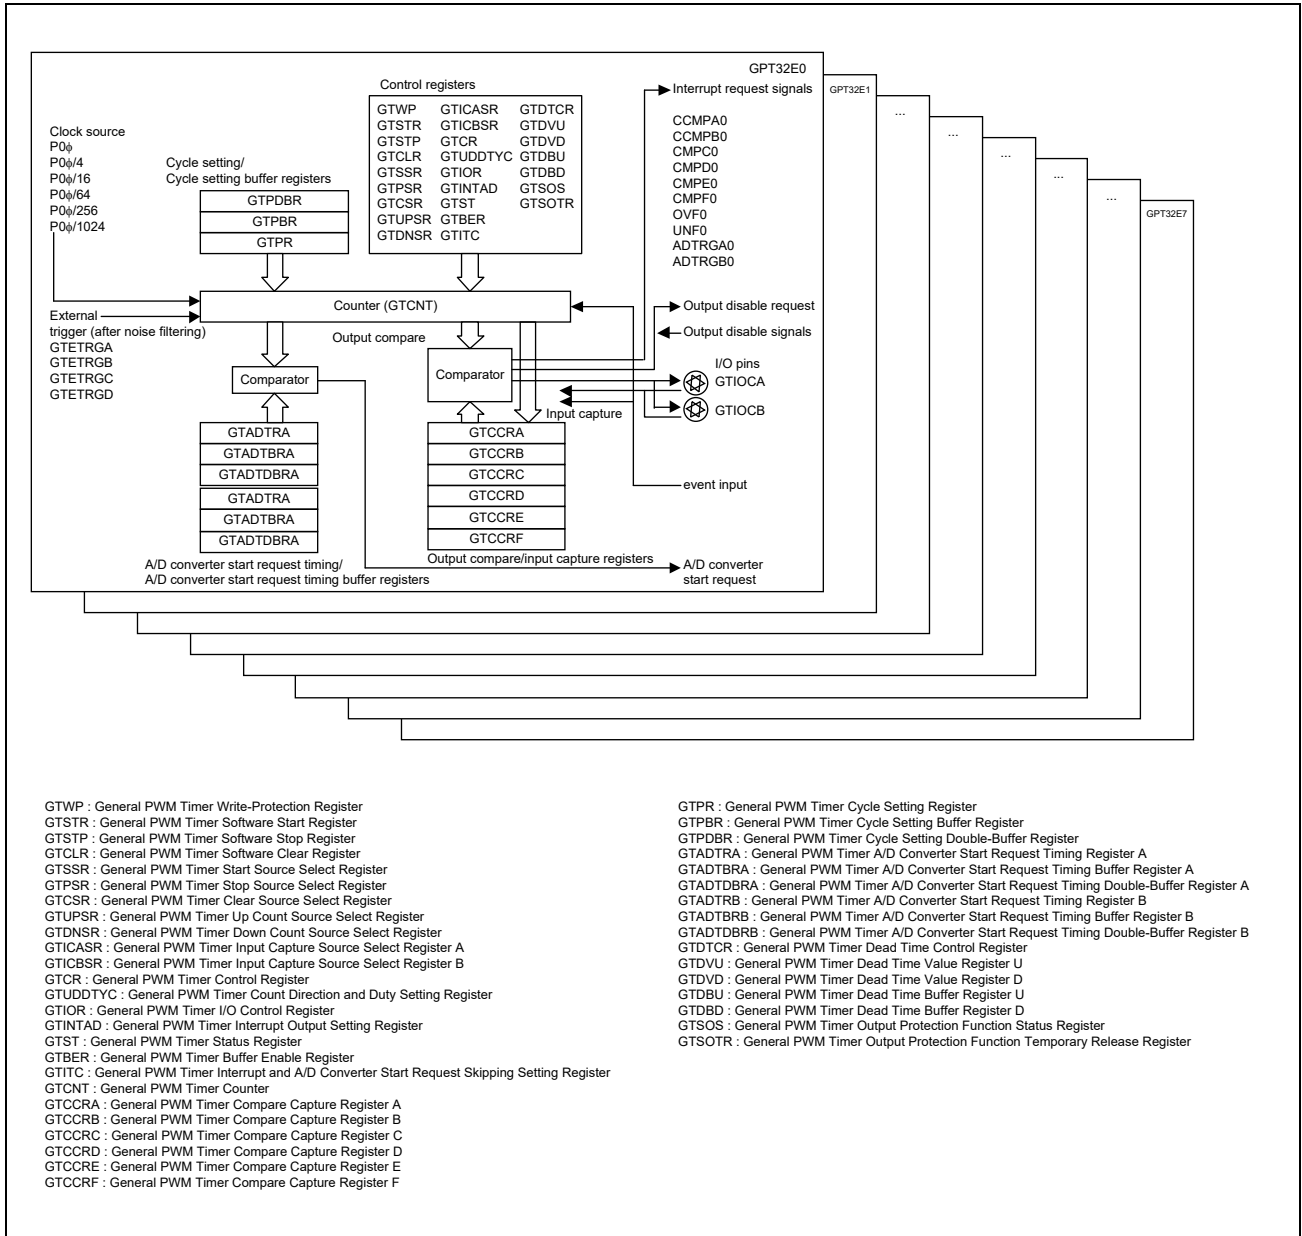 GPT32E0
GPT32E1
...
...
...
...
...
GPT32E7
Clock source
P0ϕ
P0ϕ/4
P0ϕ/16
P0ϕ/64
P0ϕ/256
P0ϕ/1024
Cycle setting/
Cycle setting buffer registers
GTPDBR
GTPBR
GTPR
Control registers
GTWP GTICASR GTDTCR
GTSTR GTICBSR GTDVU
GTSTP GTCR GTDVD
GTCLR GTUDDTYC GTDBU
GTSSR GTIOR GTDBD
GTPSR GTINTAD GTSOS
GTCSR GTST GTSOTR
GTUPSR GTBER
GTDNSR GTITC
Interrupt request signals
CCMPA0
CCMPB0
CMPC0
CMPD0
CMPE0
CMPF0
OVF0
UNF0
ADTRGA0
ADTRGB0
Counter (GTCNT)
External
trigger (after noise filtering)
GTETRGA
GTETRGB
GTETRGC
GTETRGD
Output compare
Comparator
Comparator
Output disable request
Output disable signals
I/O pins
GTIOCA
GTIOCB
Input capture
event input
GTADTRA
GTADTBRA
GTADTDBRA
GTADTRA
GTADTBRA
GTADTDBRA
A/D converter start request timing/
A/D converter start request timing buffer registers
GTCCRA
GTCCRB
GTCCRC
GTCCRD
GTCCRE
GTCCRF
Output compare/input capture registers
A/D converter
start request
GTWP : General PWM Timer Write-Protection Register
GTSTR : General PWM Timer Software Start Register
GTSTP : General PWM Timer Software Stop Register
GTCLR : General PWM Timer Software Clear Register
GTSSR : General PWM Timer Start Source Select Register
GTPSR : General PWM Timer Stop Source Select Register
GTCSR : General PWM Timer Clear Source Select Register
GTUPSR : General PWM Timer Up Count Source Select Register
GTDNSR : General PWM Timer Down Count Source Select Register
GTICASR : General PWM Timer Input Capture Source Select Register A
GTICBSR : General PWM Timer Input Capture Source Select Register B
GTCR : General PWM Timer Control Register
GTUDDTYC : General PWM Timer Count Direction and Duty Setting Register
GTIOR : General PWM Timer I/O Control Register
GTINTAD : General PWM Timer Interrupt Output Setting Register
GTST : General PWM Timer Status Register
GTBER : General PWM Timer Buffer Enable Register
GTITC : General PWM Timer Interrupt and A/D Converter Start Request Skipping Setting Register
GTCNT : General PWM Timer Counter
GTCCRA : General PWM Timer Compare Capture Register A
GTCCRB : General PWM Timer Compare Capture Register B
GTCCRC : General PWM Timer Compare Capture Register C
GTCCRD : General PWM Timer Compare Capture Register D
GTCCRE : General PWM Timer Compare Capture Register E
GTCCRF : General PWM Timer Compare Capture Register F
GTPR : General PWM Timer Cycle Setting Register
GTPBR : General PWM Timer Cycle Setting Buffer Register
GTPDBR : General PWM Timer Cycle Setting Double-Buffer Register
GTADTRA : General PWM Timer A/D Converter Start Request Timing Register A
GTADTBRA : General PWM Timer A/D Converter Start Request Timing Buffer Register A
GTADTDBRA : General PWM Timer A/D Converter Start Request Timing Double-Buffer Register A
GTADTRB : General PWM Timer A/D Converter Start Request Timing Register B
GTADTBRB : General PWM Timer A/D Converter Start Request Timing Buffer Register B
GTADTDBRB : General PWM Timer A/D Converter Start Request Timing Double-Buffer Register B
GTDTCR : General PWM Timer Dead Time Control Register
GTDVU : General PWM Timer Dead Time Value Register U
GTDVD : General PWM Timer Dead Time Value Register D
GTDBU : General PWM Timer Dead Time Buffer Register U
GTDBD : General PWM Timer Dead Time Buffer Register D
GTSOS : General PWM Timer Output Protection Function Status Register
GTSOTR : General PWM Timer Output Protection Function Temporary Release Register